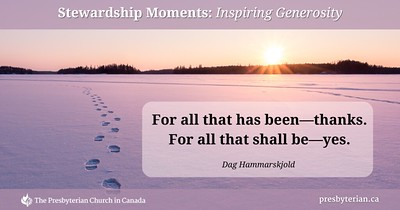 Stewardship Moments: Inspiring Generosity
For all that has been—thanks.
For all that shall be—yes.
Dag Hammarskjold
The Presbyterian Church in Canada
presbyterian.ca